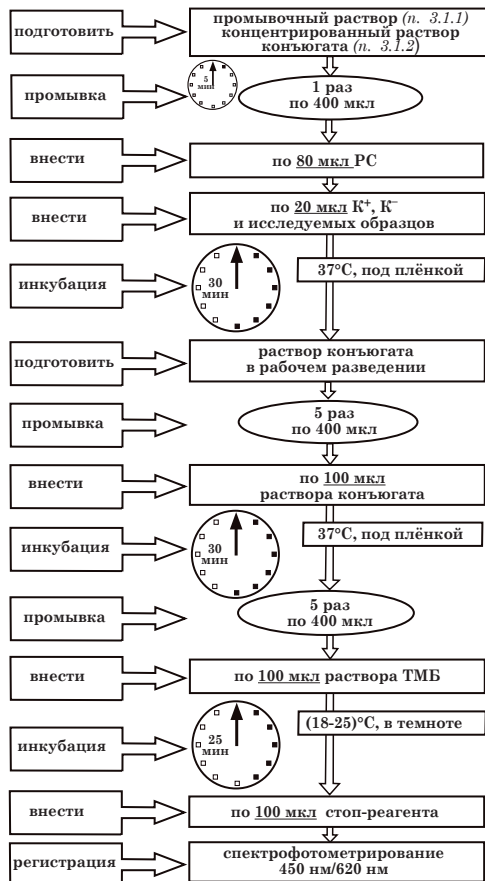 подготовить
промывочный раствор (п. 3.1.1)
концентрированный раствор
конъюгата (п. 3.1.2)
промывка
5
мин
1 раз
по 400 мкл
внести
по 80 мкл РС
внести
по 20 мкл К⁺, К⁻
и исследуемых образцов
инкубация
30
мин
37°С, под плёнкой
подготовить
раствор конъюгата
в рабочем разведении
промывка
5 раз
по 400 мкл
внести
по 100 мкл
раствора конъюгата
инкубация
30
мин
37°С, под плёнкой
промывка
5 раз
по 400 мкл
внести
по 100 мкл раствора ТМБ
инкубация
25
мин
(18-25)°С, в темноте
внести
по 100 мкл стоп-реагента
регистрация
спектрофотометрирование
450 нм/620 нм